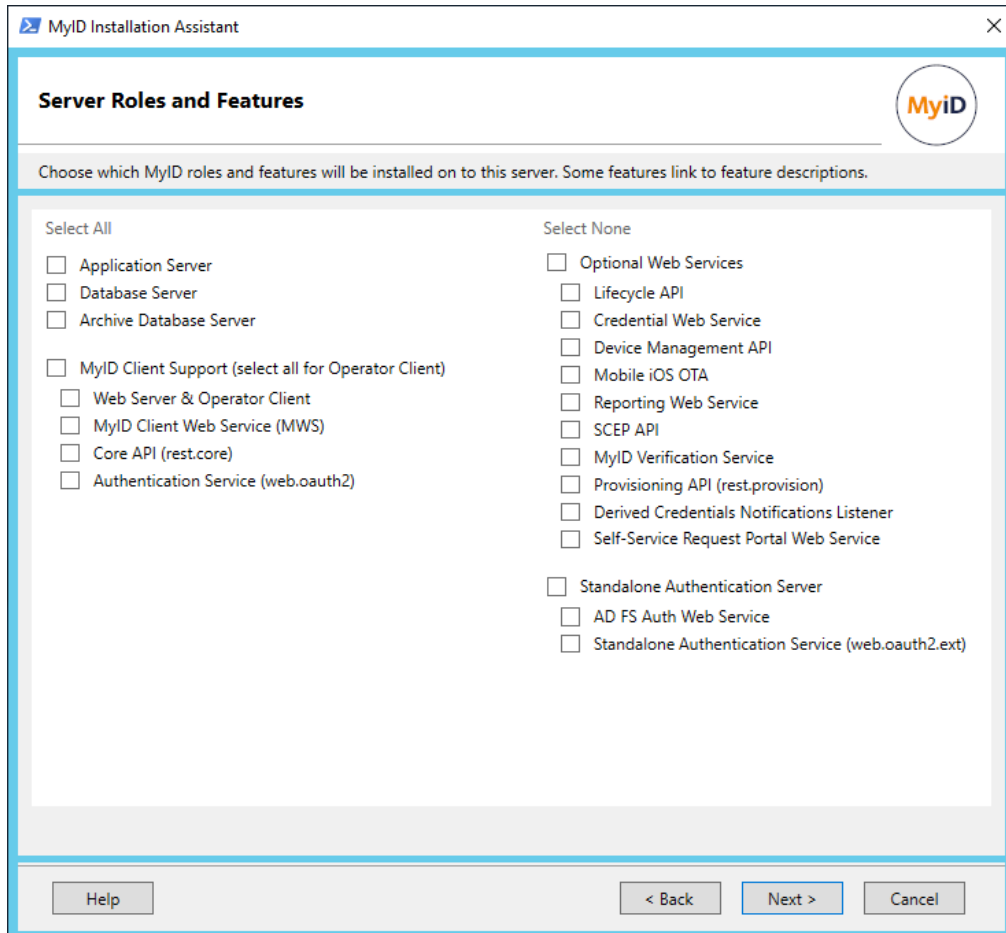 MyID Installation Assistant
Server Roles and Features
MyiD
Choose which MyID roles and features will be installed on to this server. Some features link to feature descriptions.
Select All
Application Server
Database Server
Archive Database Server
MyID Client Support (select all for Operator Client)
Web Server & Operator Client
MyID Client Web Service (MWS)
Core API (rest.core)
Authentication Service (web.oauth2)
Select None
Optional Web Services
Lifecycle API
Credential Web Service
Device Management API
Mobile iOS OTA
Reporting Web Service
SCEP API
MyID Verification Service
Provisioning API (rest.provision)
Derived Credentials Notifications Listener
Self-Service Request Portal Web Service
Standalone Authentication Server
AD FS Auth Web Service
Standalone Authentication Service (web.oauth2.ext)
Help
< Back
Next >
Cancel